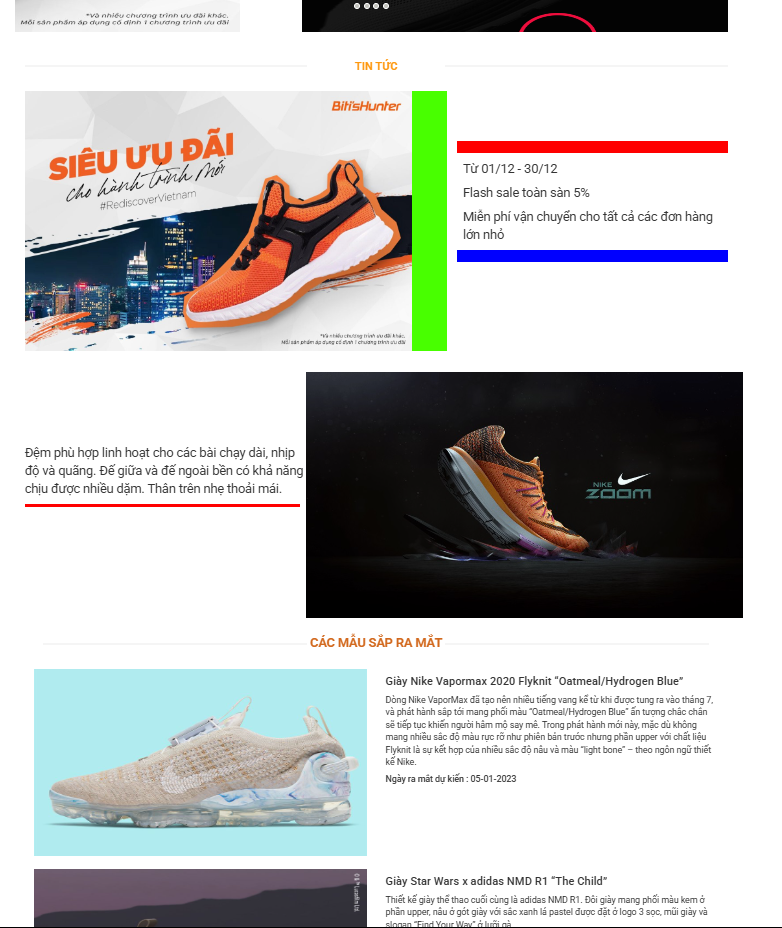 *Và nhiều chương trình ưu đãi khác.
Mỗi sản phẩm áp dụng cố định 1 chương trình ưu đãi
TIN TỨC
Biti'sHunter
SIÊU ƯU ĐÃI
cho hành trình mới
#RediscoverVietnam
*Và nhiều chương trình ưu đãi khác.
Mỗi sản phẩm áp dụng cố định 1 chương trình ưu đãi
Từ 01/12 - 30/12
Flash sale toàn sàn 5%
Miễn phí vận chuyển cho tất cả các đơn hàng
lớn nhỏ
Đệm phù hợp linh hoạt cho các bài chạy dài, nhịp
độ và quãng. Đế giữa và đế ngoài bền có khả năng
chịu được nhiều dặm. Thân trên nhẹ thoải mái.
NIKE
ZOOM
CÁC MẪU SẮP RA MẮT
Giày Nike Vapormax 2020 Flyknit “Oatmeal/Hydrogen Blue”
Dòng Nike VaporMax đã tạo nên nhiều tiếng vang kể từ khi được tung ra vào tháng 7,
và phát hành sắp tới mang phối màu “Oatmeal/Hydrogen Blue” ấn tượng chắc chắn
sẽ tiếp tục khiến người hâm mộ say mê. Trong phát hành mới này, mặc dù không
mang nhiều sắc độ màu rực rỡ như phiên bản trước nhưng phần upper với chất liệu
Flyknit là sự kết hợp của nhiều sắc độ nâu và màu “light bone” – theo ngôn ngữ thiết
kế Nike.
Ngày ra mắt dự kiến : 05-01-2023
Giày Star Wars x adidas NMD R1 “The Child”
Thiết kế giày thể thao cuối cùng là adidas NMD R1. Đôi giày mang phối màu kem ở
phần upper, nâu ở gót giày với sắc xanh lá pastel được đặt ở logo 3 sọc, mũi giày và
slogan “Find Your Way” ở lưỡi gà.